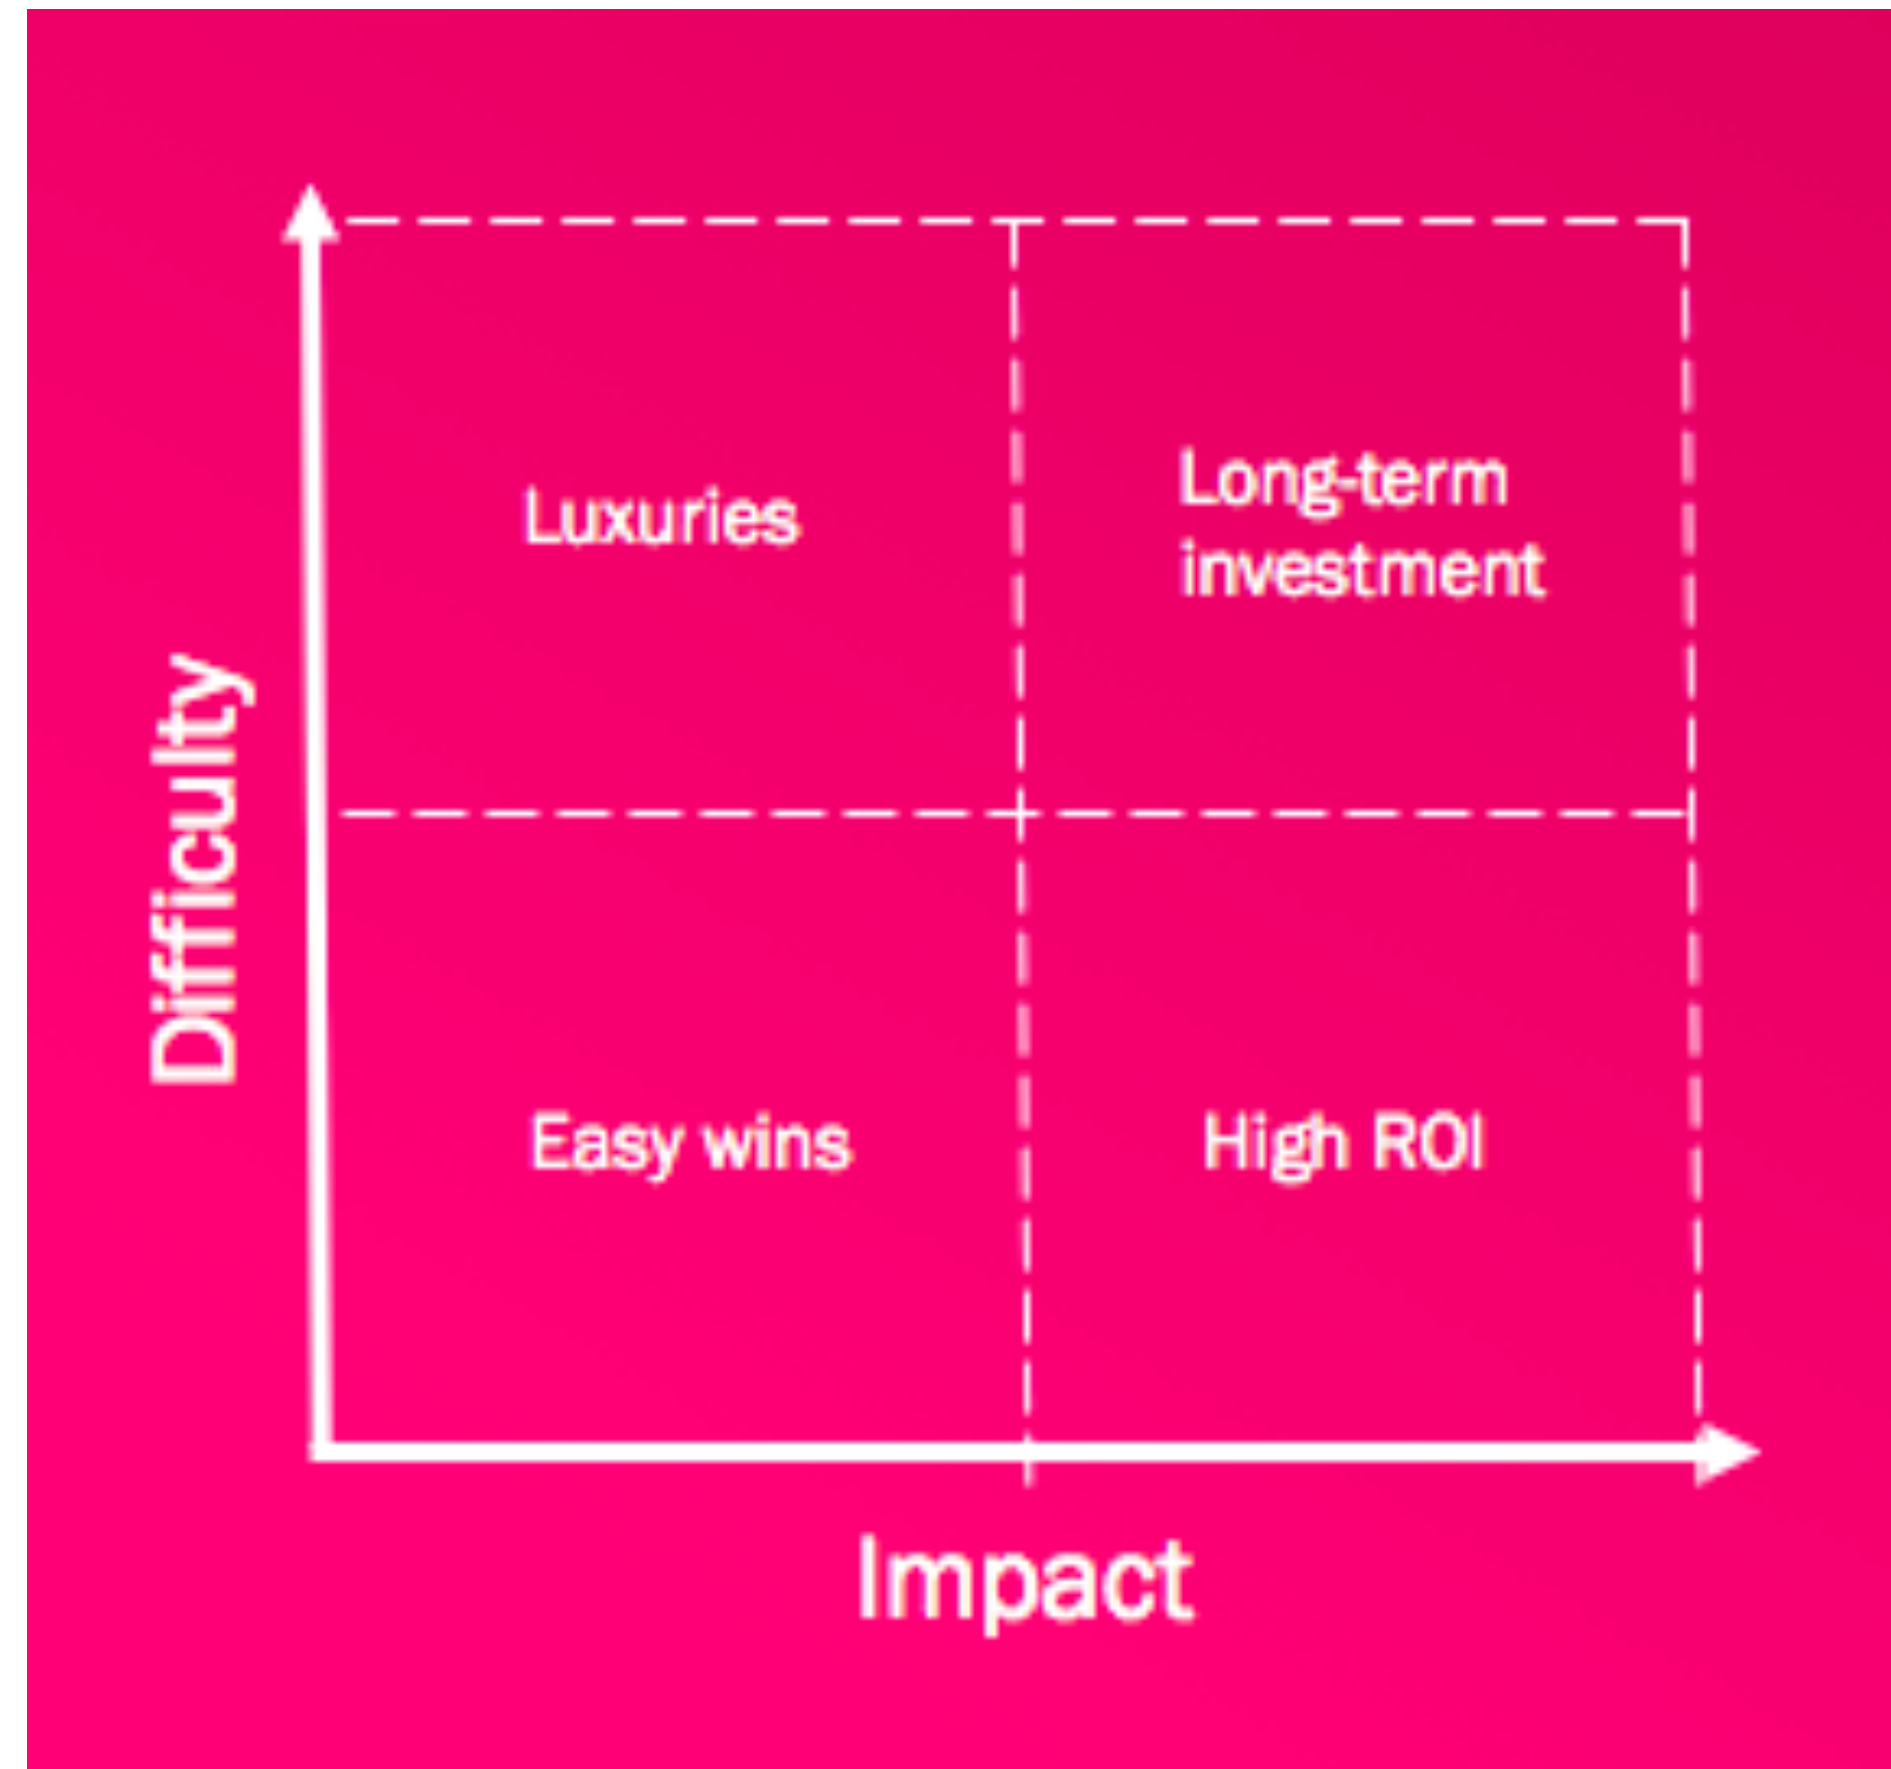 Luxuries
Long-term
investment
Difficulty
Easy wins
High ROI
Impact